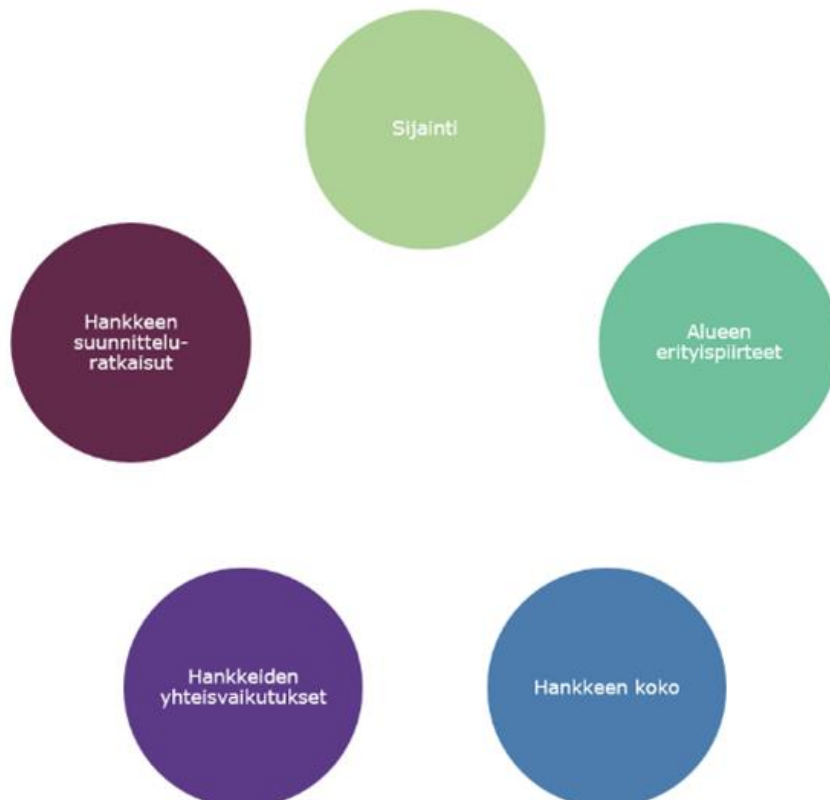 Sijainti
Hankkeen
suunnittelu-
ratkaisut
Alueen
erityispiirteet
Hankkeiden
yhteisvaikutukset
Hankkeen koko